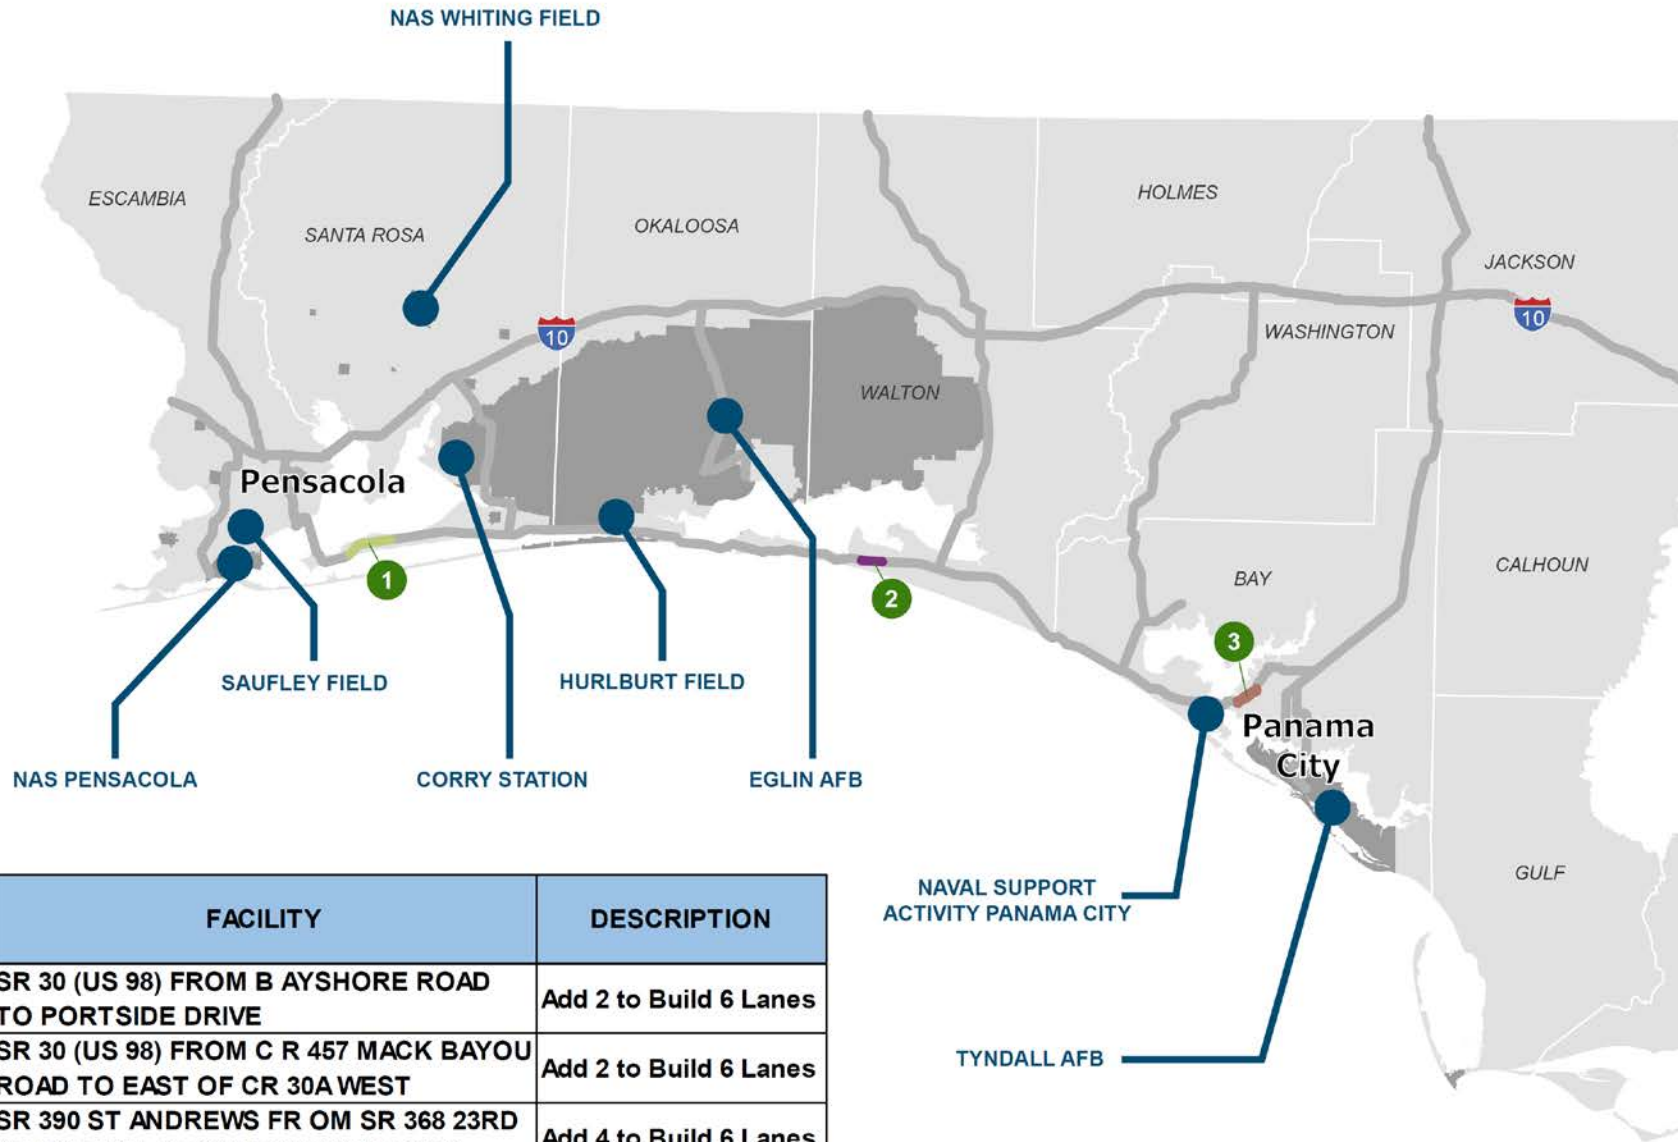 NAS WHITING FIELD
ESCAMBIA
SANTA ROSA
OKALOOSA
HOLMES
JACKSON
10
10
WASHINGTON
WALTON
Pensacola
1
2
BAY
CALHOUN
3
SAUFLEY FIELD
HURLBURT FIELD
Panama
City
NAS PENSACOLA
CORRY STATION
EGLIN AFB
GULF
NAVAL SUPPORT
ACTIVITY PANAMA CITY
TYNDALL AFB
FACILITY
DESCRIPTION
SR 30 (US 98) FROM B AYSHORE ROAD
TO PORTSIDE DRIVE
Add 2 to Build 6 Lanes
SR 30 (US 98) FROM C R 457 MACK BAYOU
ROAD TO EAST OF CR 30A WEST
Add 2 to Build 6 Lanes
SR 390 ST ANDREWS FR OM SR 368 23RD
Add 4 to Build 6 Lanes